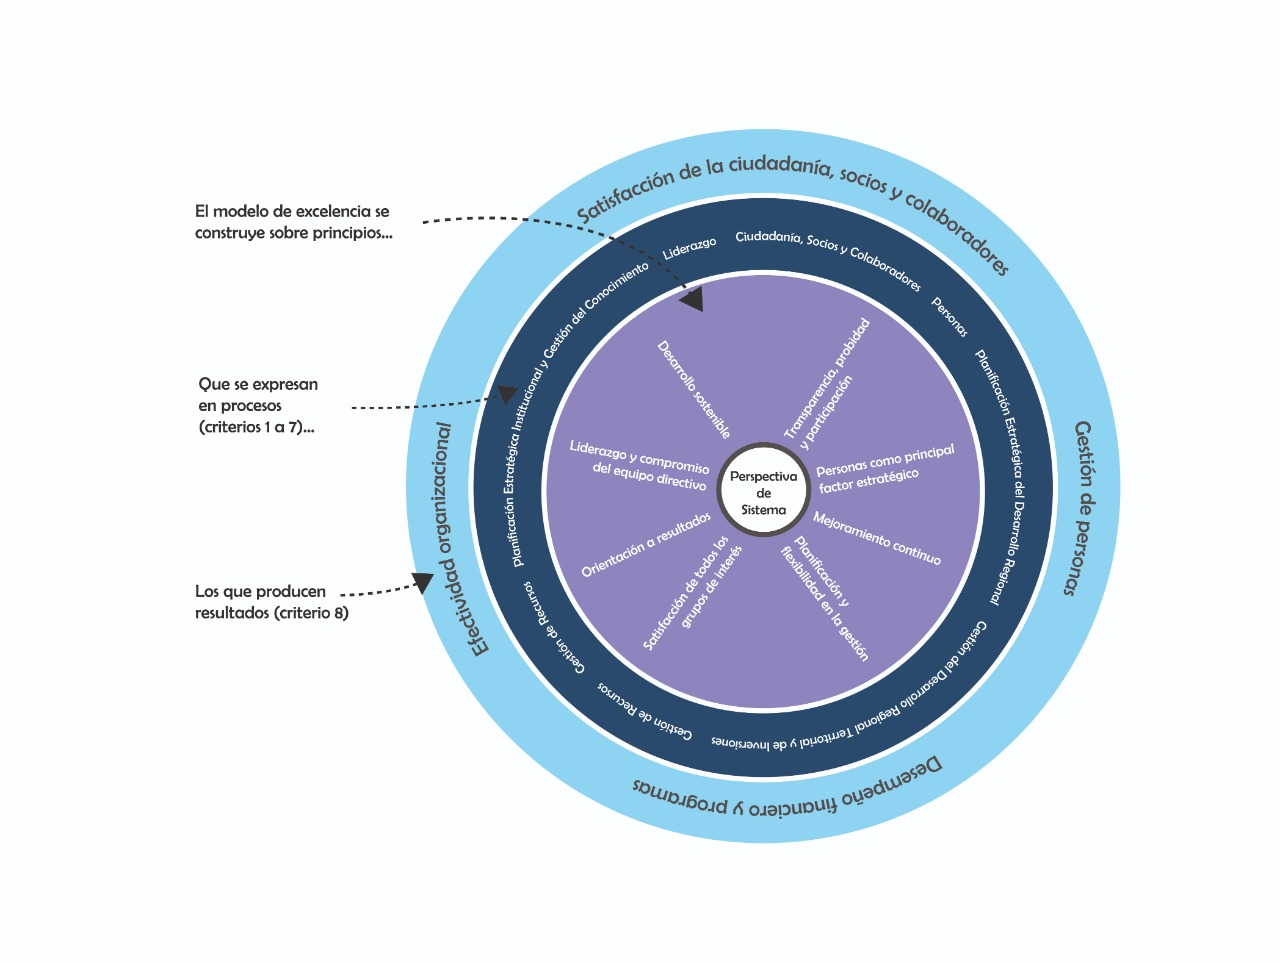 El modelo de excelencia se
construye sobre principios...
Que se expresan
en procesos
(criterios 1 a 7)...
Los que producen
resultados (criterio 8)
Satisfacción de la ciudadanía, socios y colaboradores
Gestión de personas
Desempeño financiero y programas
Efectividad organizacional
Liderazgo
Ciudadanía, Socios y Colaboradores
Personas
Planificación Estratégica del Desarrollo Regional
Gestión del Desarrollo Regional Territorial y de Inversiones
Gestión de Recursos
Gestión de Recursos
Planificación Estratégica Institucional y Gestión del Conocimiento
Desarrollo sostenible
Transparencia, probidad
y participación
Personas como principal
factor estratégico
Mejoramiento continuo
Planificación y
flexibilidad en la gestión
Satisfacción de todos los
grupos de interés
Orientación a resultados
Liderazgo y compromiso
del equipo directivo
Perspectiva
de
Sistema